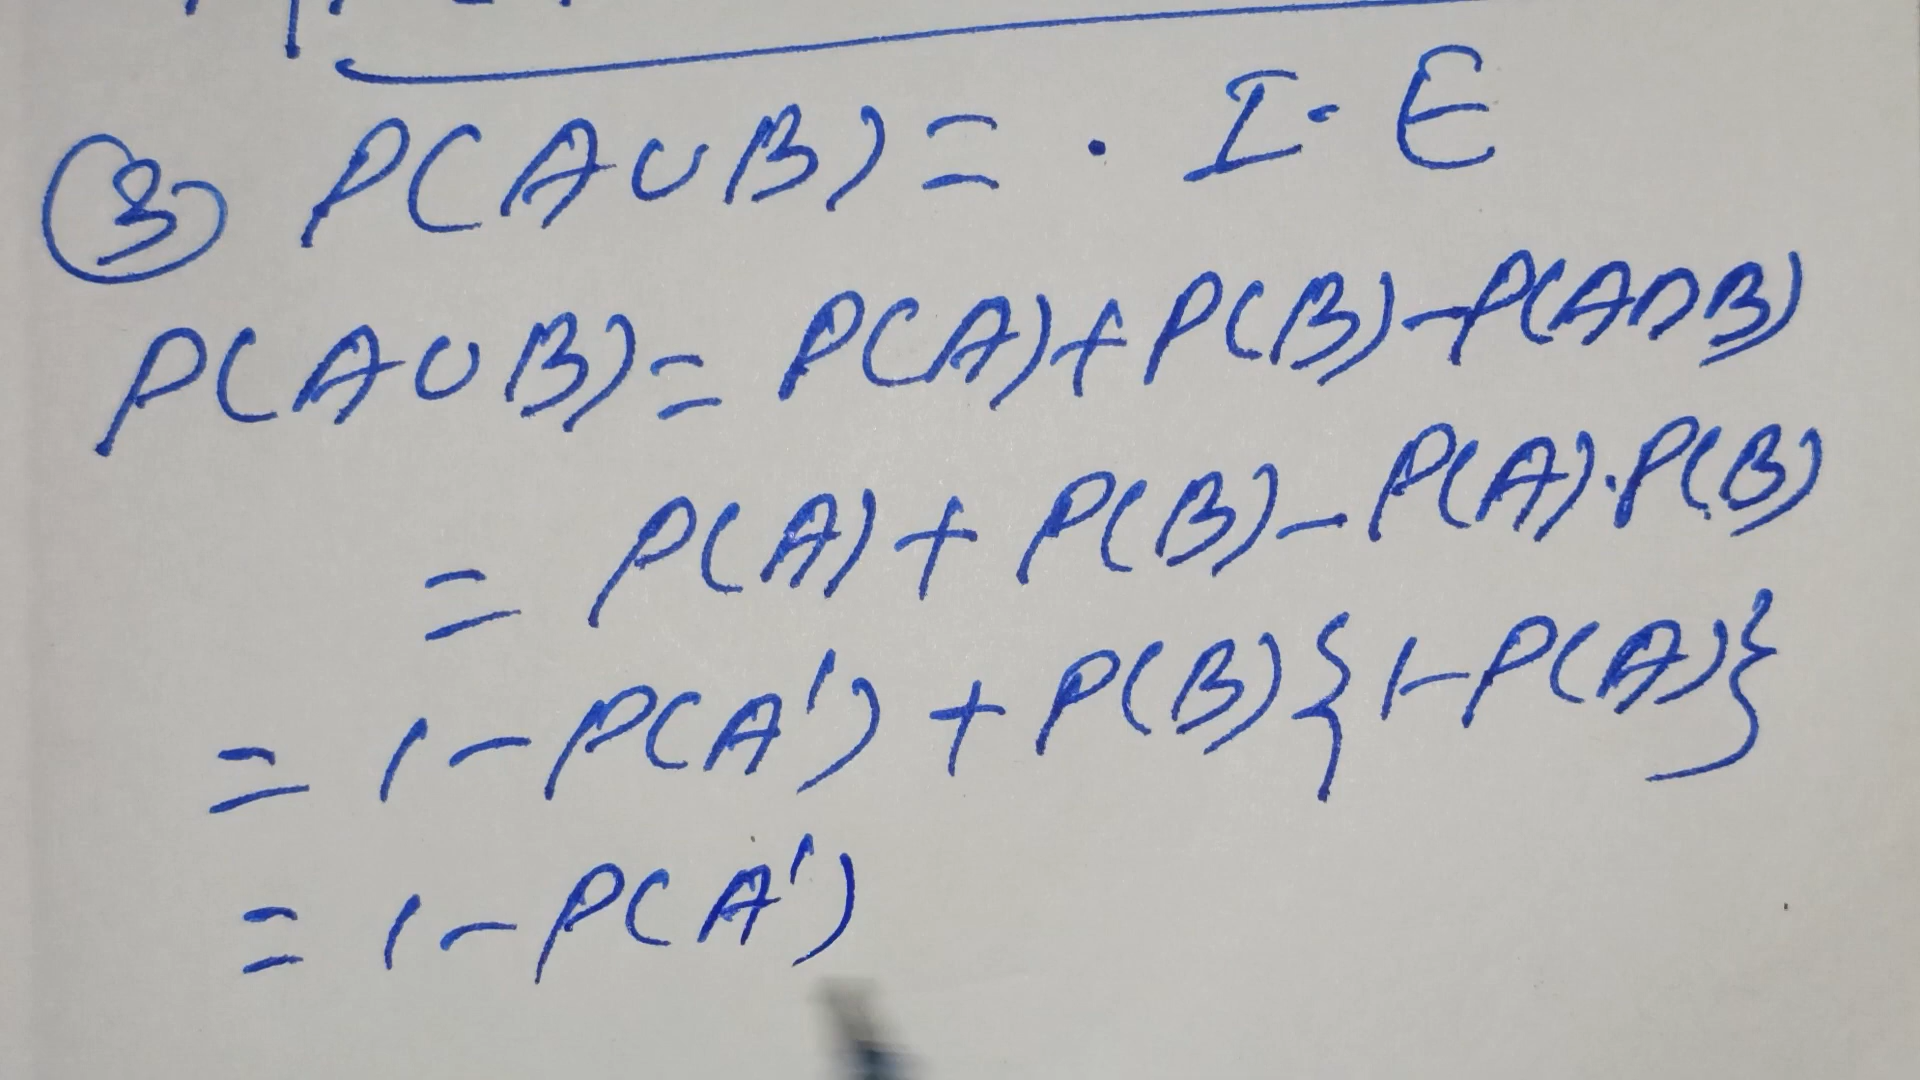 ③ P(A∪B) = . I. E
P(A∪B) = P(A) + P(B) - P(A∩B)
= P(A) + P(B) - P(A).P(B)
= 1 - P(A') + P(B){1 - P(A)}
= 1 - P(A')